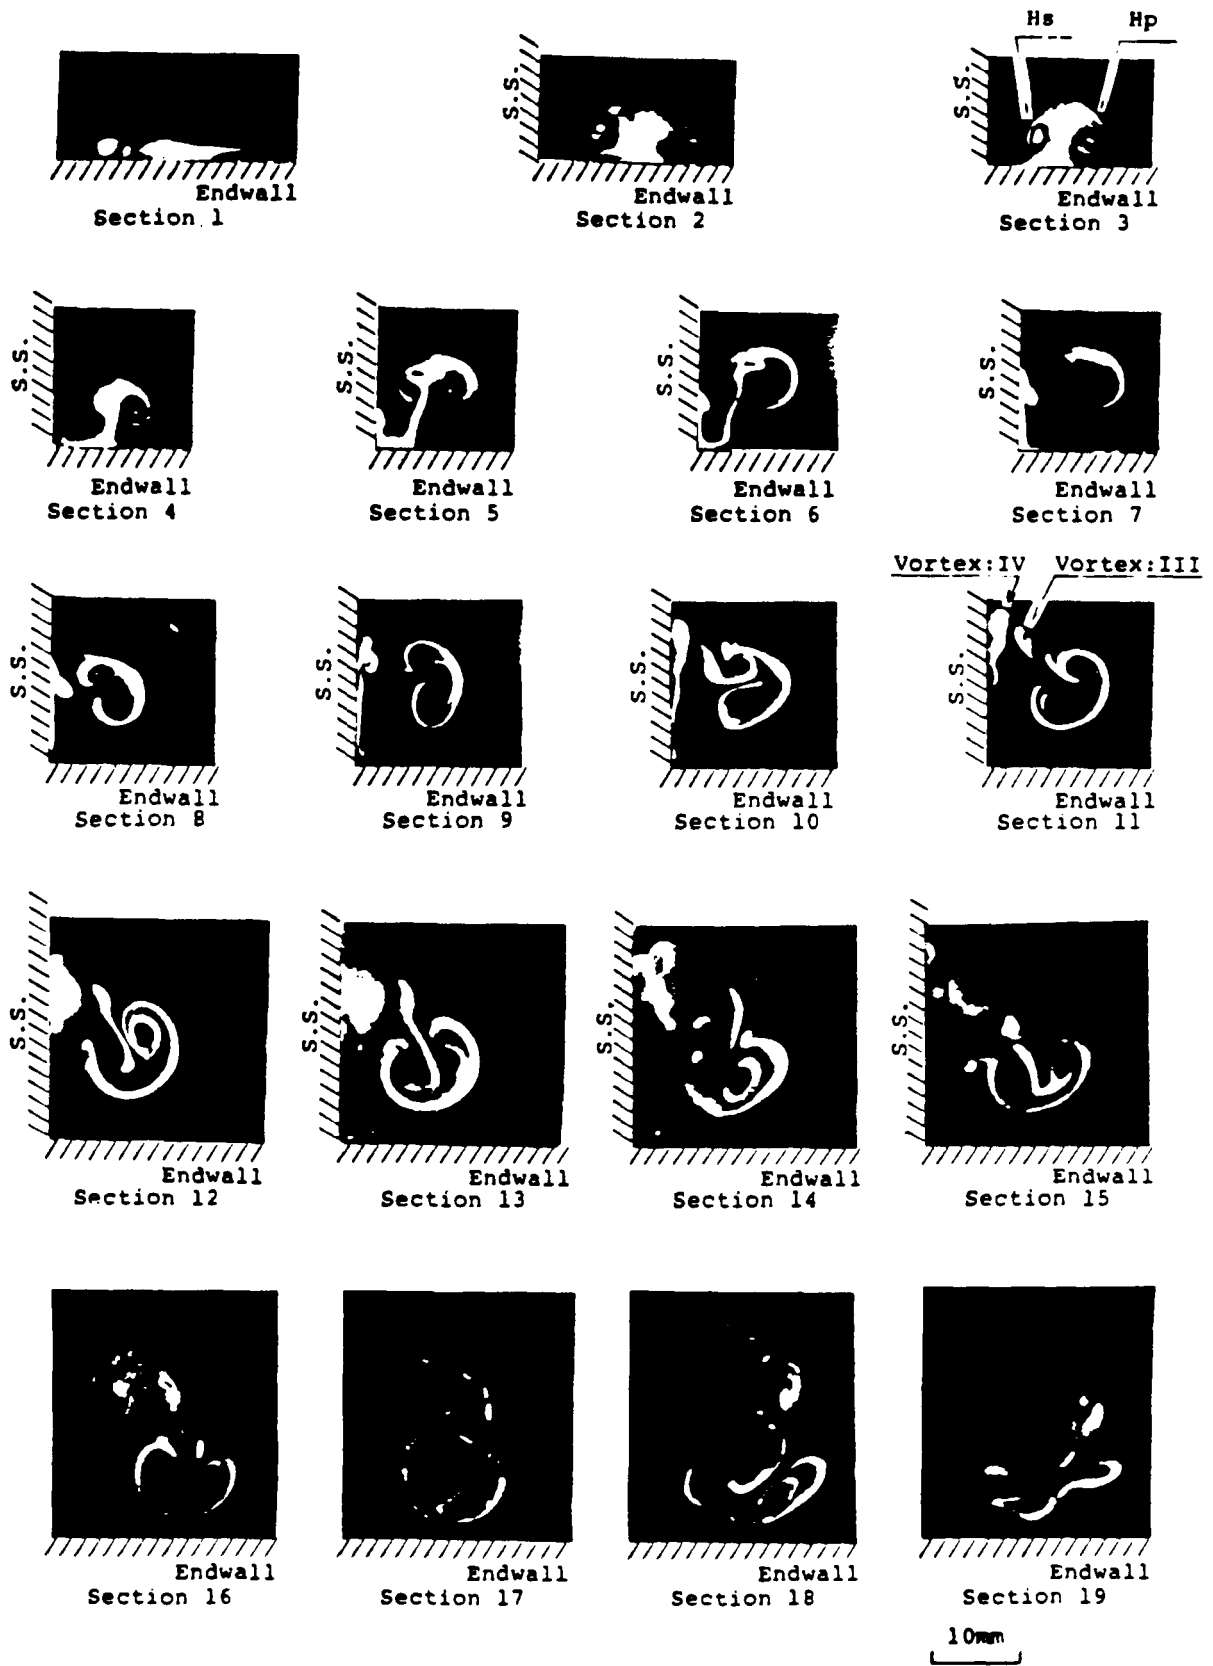 Hs Hp
S.S. S.S.
Endwall Endwall Endwall
Section 1 Section 2 Section 3
S.S. S.S. S.S. S.S.
Endwall Endwall Endwall Endwall
Section 4 Section 5 Section 6 Section 7
Vortex:IV Vortex:III
S.S. S.S. S.S. S.S.
Endwall Endwall Endwall Endwall
Section 8 Section 9 Section 10 Section 11
S.S. S.S. S.S. S.S.
Endwall Endwall Endwall Endwall
Section 12 Section 13 Section 14 Section 15
Endwall Endwall Endwall Endwall
Section 16 Section 17 Section 18 Section 19
10mm